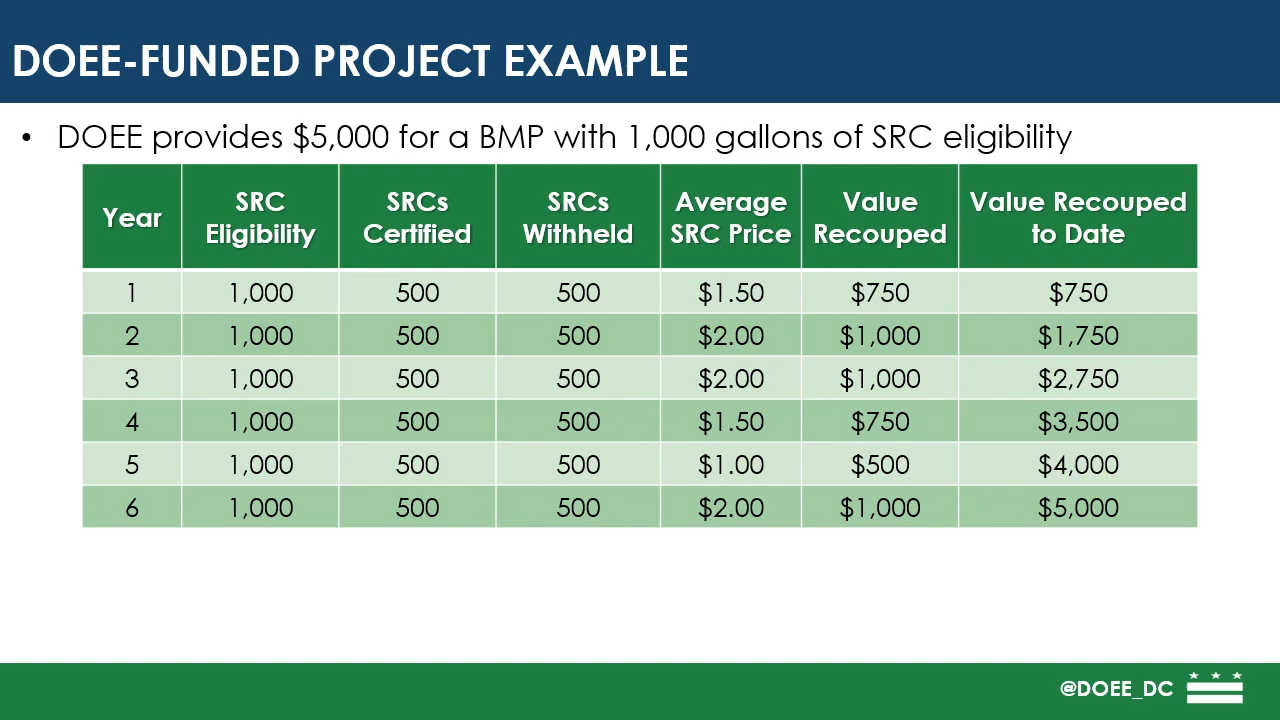 DOEE-FUNDED PROJECT EXAMPLE
• DOEE provides $5,000 for a BMP with 1,000 gallons of SRC eligibility
Year SRC Eligibility SRCs Certified SRCs Withheld Average SRC Price Value Recouped Value Recouped to Date
1 1,000 500 500 $1.50 $750 $750
2 1,000 500 500 $2.00 $1,000 $1,750
3 1,000 500 500 $2.00 $1,000 $2,750
4 1,000 500 500 $1.50 $750 $3,500
5 1,000 500 500 $1.00 $500 $4,000
6 1,000 500 500 $2.00 $1,000 $5,000
@DOEE_DC